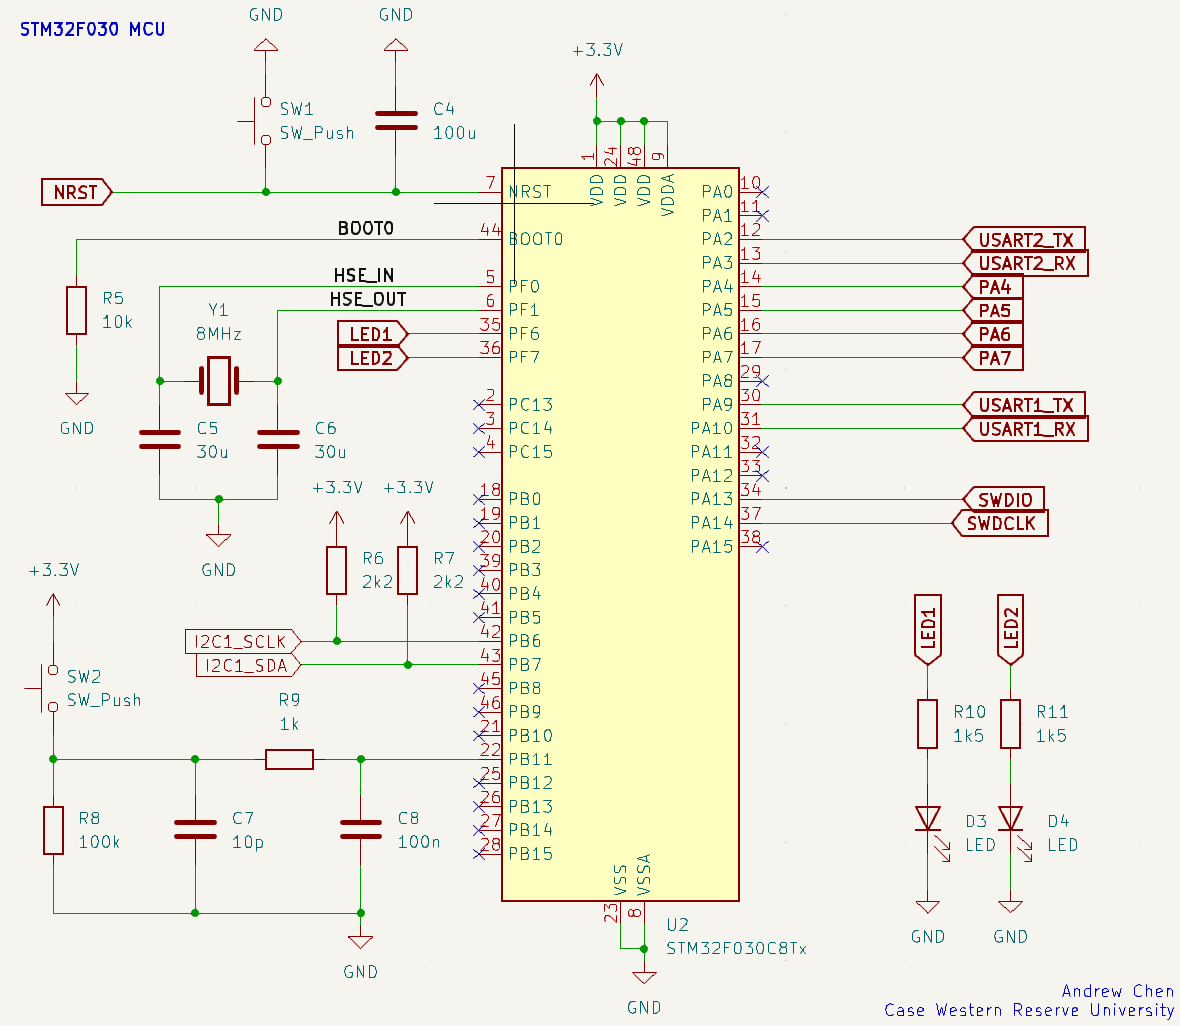 STM32F030 MCU
GND
GND
+3.3V
SW1
SW_Push
C4
100u
NRST
BOOT0
HSE_IN
HSE_OUT
R5
10k
GND
Y1
8MHz
LED1
LED2
C5
30u
C6
30u
GND
+3.3V
+3.3V
R6
2k2
R7
2k2
I2C1_SCLK
I2C1_SDA
+3.3V
SW2
SW_Push
R9
1k
R8
100k
C7
10p
C8
100n
GND
1 VDD
24 VDD
48 VDD
9 VDDA
7 NRST
44 BOOT0
5 PF0
6 PF1
35 PF6
36 PF7
2 PC13
3 PC14
4 PC15
18 PB0
19 PB1
20 PB2
39 PB3
40 PB4
41 PB5
42 PB6
43 PB7
45 PB8
46 PB9
21 PB10
22 PB11
25 PB12
26 PB13
27 PB14
28 PB15
PA0 10
PA1 11
PA2 12 USART2_TX
PA3 13 USART2_RX
PA4 14 PA4
PA5 15 PA5
PA6 16 PA6
PA7 17 PA7
PA8 29
PA9 30 USART1_TX
PA10 31 USART1_RX
PA11 32
PA12 33
PA13 34 SWDIO
PA14 37 SWDCLK
PA15 38
VSS 23
VSSA 8
U2
STM32F030C8Tx
GND
LED1
LED2
R10
1k5
R11
1k5
D3
LED
D4
LED
GND
GND
Andrew Chen
Case Western Reserve University